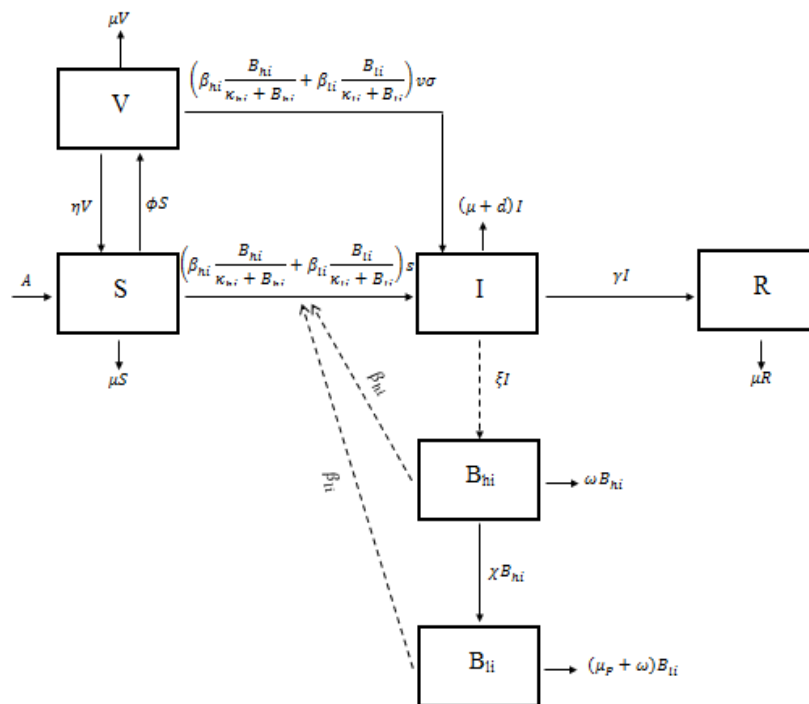 μV
V
(β_hi B_hi/(κ_hi + B_hi) + β_li B_li/(κ_li + B_li)) vσ
ηV
ϕS
(μ + d)I
A
S
(β_hi B_hi/(κ_hi + B_hi) + β_li B_li/(κ_li + B_li)) s
I
γI
R
μS
μR
ξI
β_hi
β_li
B_hi
ωB_hi
χB_hi
B_li
(μ_P + ω)B_li